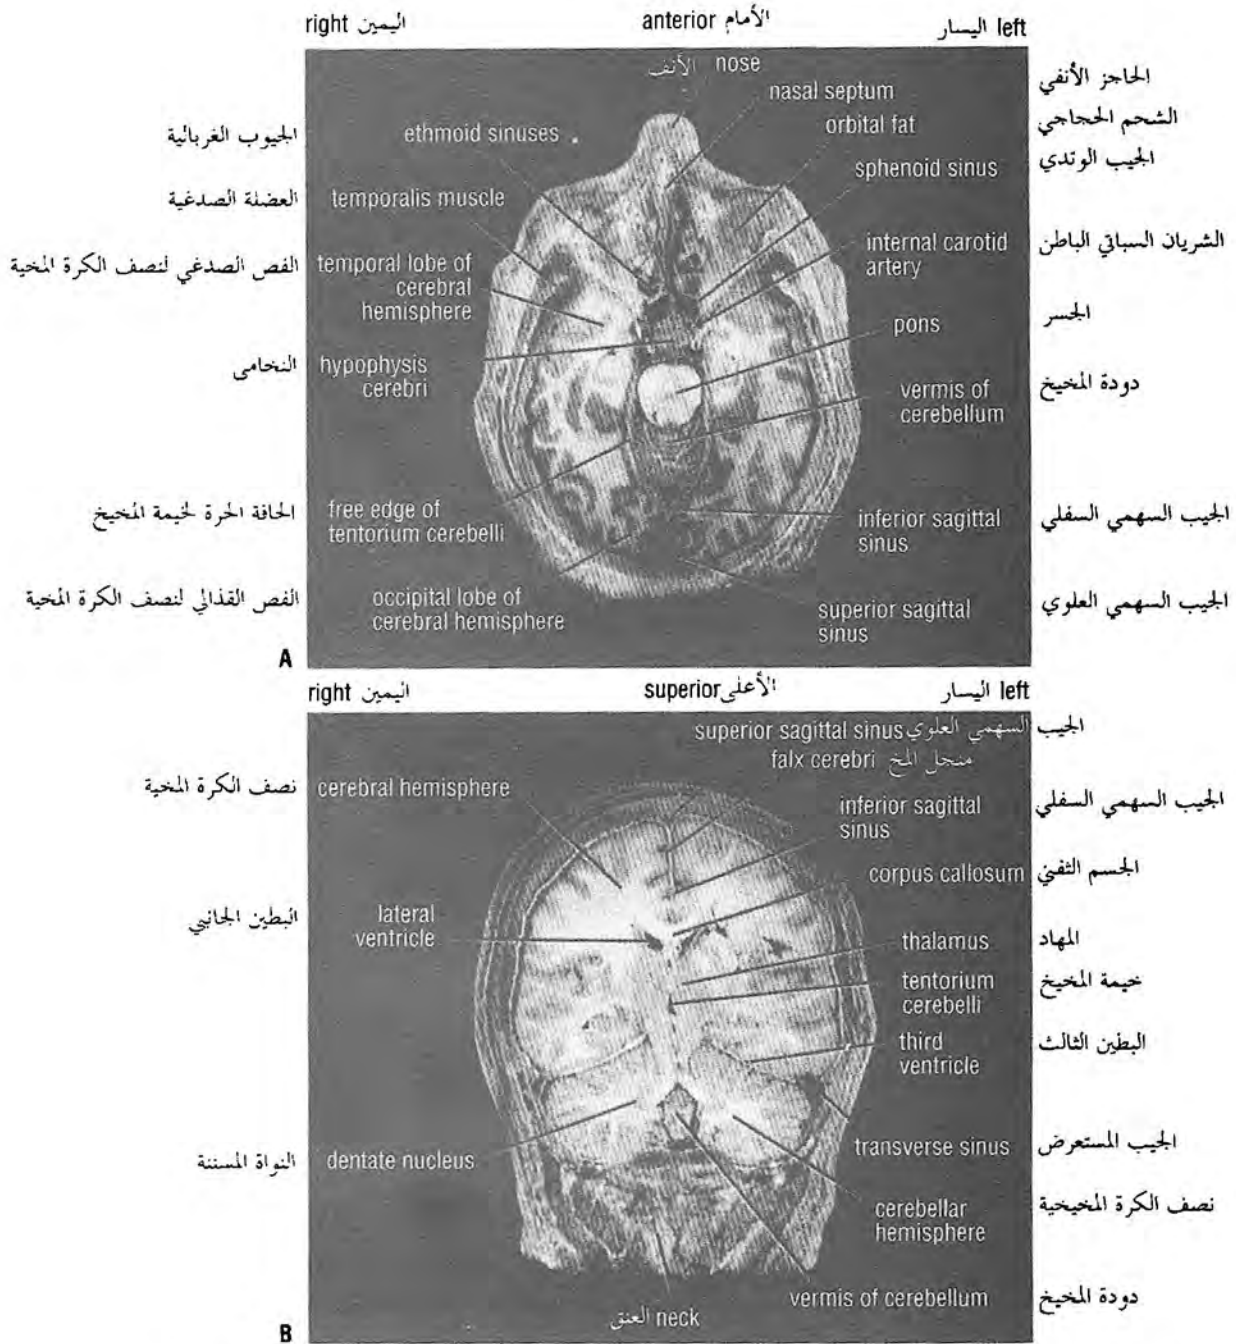 right اليمين
anterior الأمام
left اليسار
الأنف nose
nasal septum
الحاجز الأنفي
orbital fat
الشحم الحجاجي
الجيوب الغربالية
ethmoid sinuses
sphenoid sinus
الجيب الوتدي
العضلة الصدغية
temporalis muscle
internal carotid
artery
الشريان السباتي الباطن
الفص الصدغي لنصف الكرة المخية
temporal lobe of
cerebral
hemisphere
pons
الجسر
النخامى
hypophysis
cerebri
vermis of
cerebellum
دودة المخيخ
الحافة الحرة لخيمة المخيخ
free edge of
tentorium cerebelli
inferior sagittal
sinus
الجيب السهمي السفلي
الفص القذالي لنصف الكرة المخية
occipital lobe of
cerebral hemisphere
superior sagittal
sinus
الجيب السهمي العلوي
A
right اليمين
superior الأعلى
left اليسار
superior sagittal sinus الجيب السهمي العلوي
falx cerebri منجل المخ
نصف الكرة المخية
cerebral hemisphere
inferior sagittal
sinus
الجيب السهمي السفلي
corpus callosum
الجسم الثفني
البطين الجانبي
lateral
ventricle
thalamus
المهاد
tentorium
cerebelli
خيمة المخيخ
third
ventricle
البطين الثالث
النواة المسننة
dentate nucleus
transverse sinus
الجيب المستعرض
cerebellar
hemisphere
نصف الكرة المخيخية
vermis of cerebellum
دودة المخيخ
العنق neck
B